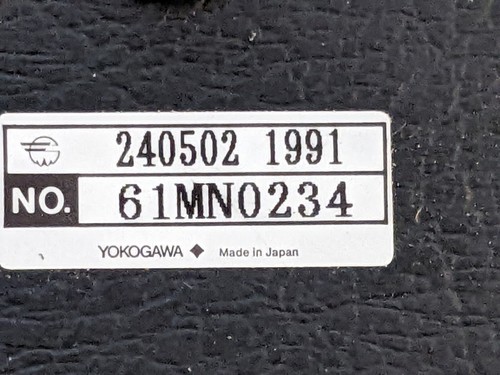 240502 1991
NO. 61MN0234
YOKOGAWA ◆ Made in Japan